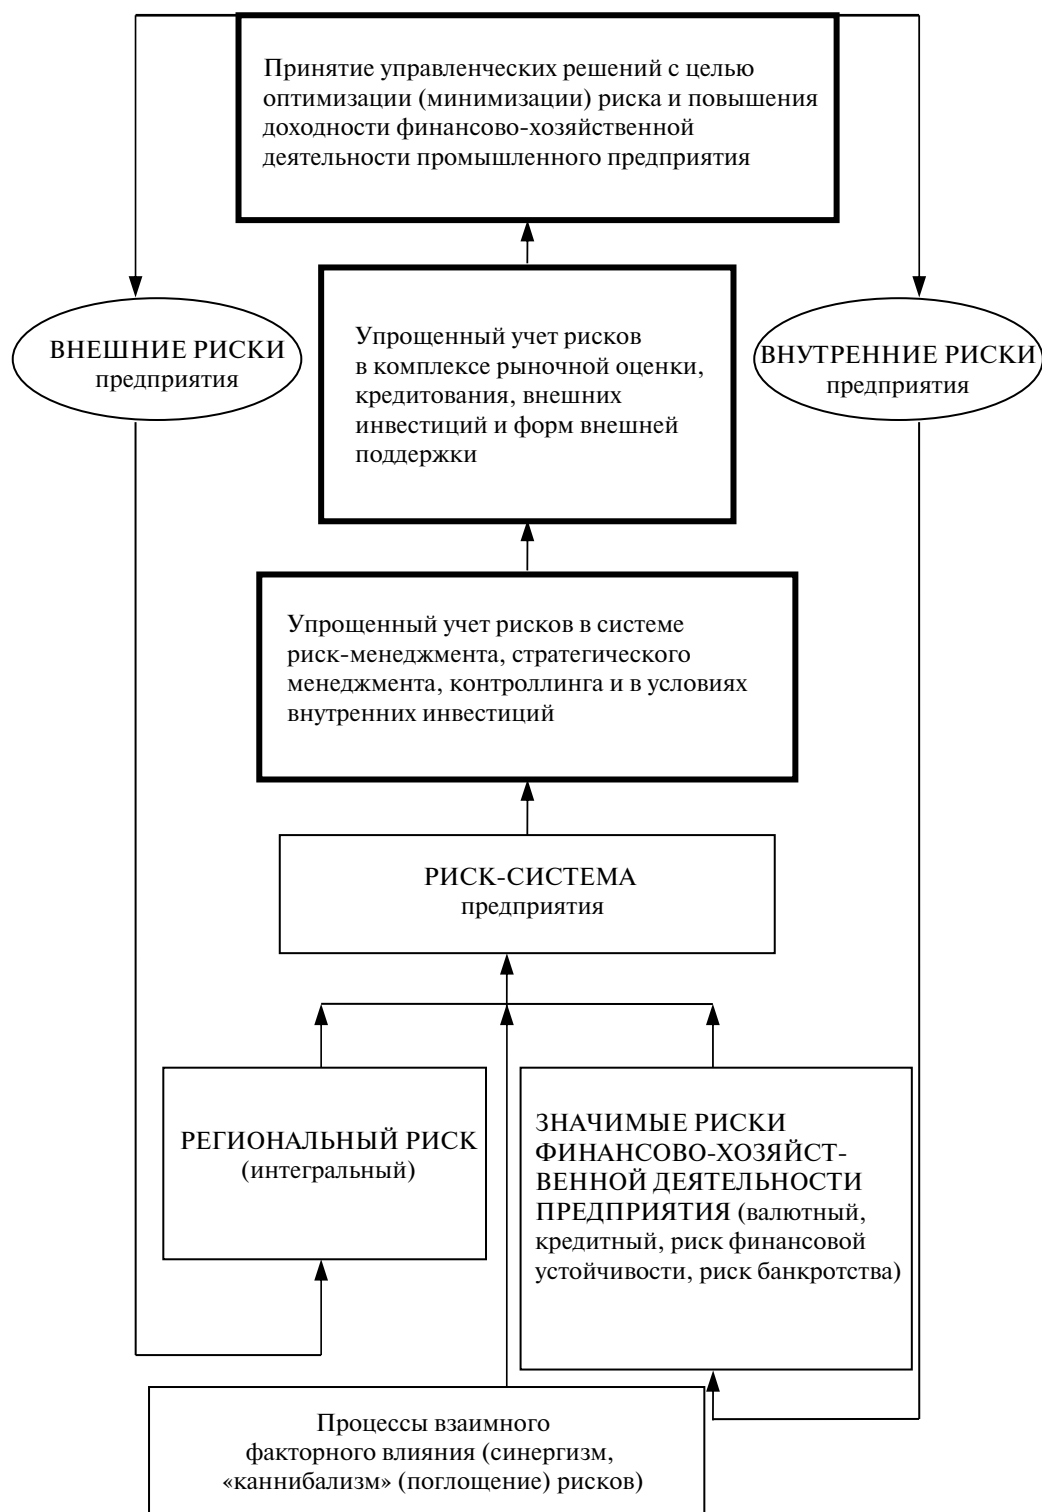 Принятие управленческих решений с целью
оптимизации (минимизации) риска и повышения
доходности финансово-хозяйственной
деятельности промышленного предприятия
ВНЕШНИЕ РИСКИ
предприятия
Упрощенный учет рисков
в комплексе рыночной оценки,
кредитования, внешних
инвестиций и форм внешней
поддержки
ВНУТРЕННИЕ РИСКИ
предприятия
Упрощенный учет рисков в системе
риск-менеджмента, стратегического
менеджмента, контроллинга и в условиях
внутренних инвестиций
РИСК-СИСТЕМА
предприятия
РЕГИОНАЛЬНЫЙ РИСК
(интегральный)
ЗНАЧИМЫЕ РИСКИ
ФИНАНСОВО-ХОЗЯЙСТ-
ВЕННОЙ ДЕЯТЕЛЬНОСТИ
ПРЕДПРИЯТИЯ (валютный,
кредитный, риск финансовой
устойчивости, риск банкротства)
Процессы взаимного
факторного влияния (синергизм,
«каннибализм» (поглощение) рисков)